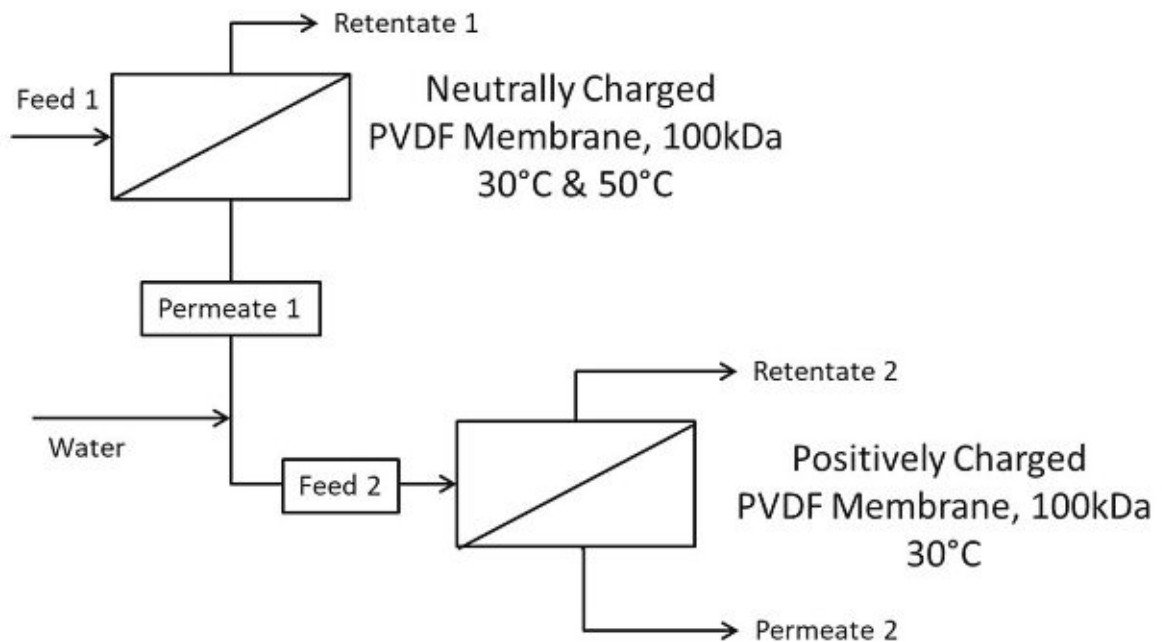 Retentate 1
Feed 1
Neutrally Charged
PVDF Membrane, 100kDa
30°C & 50°C
Permeate 1
Water
Feed 2
Retentate 2
Positively Charged
PVDF Membrane, 100kDa
30°C
Permeate 2